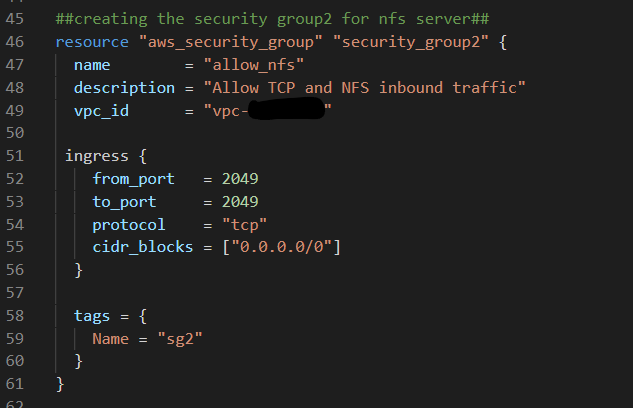 45 ##creating the security group2 for nfs server##
46 resource "aws_security_group" "security_group2" {
47   name        = "allow_nfs"
48   description = "Allow TCP and NFS inbound traffic"
49   vpc_id      = "vpc-        "
50
51  ingress {
52     from_port   = 2049
53     to_port     = 2049
54     protocol    = "tcp"
55     cidr_blocks = ["0.0.0.0/0"]
56   }
57
58   tags = {
59     Name = "sg2"
60   }
61 }
62